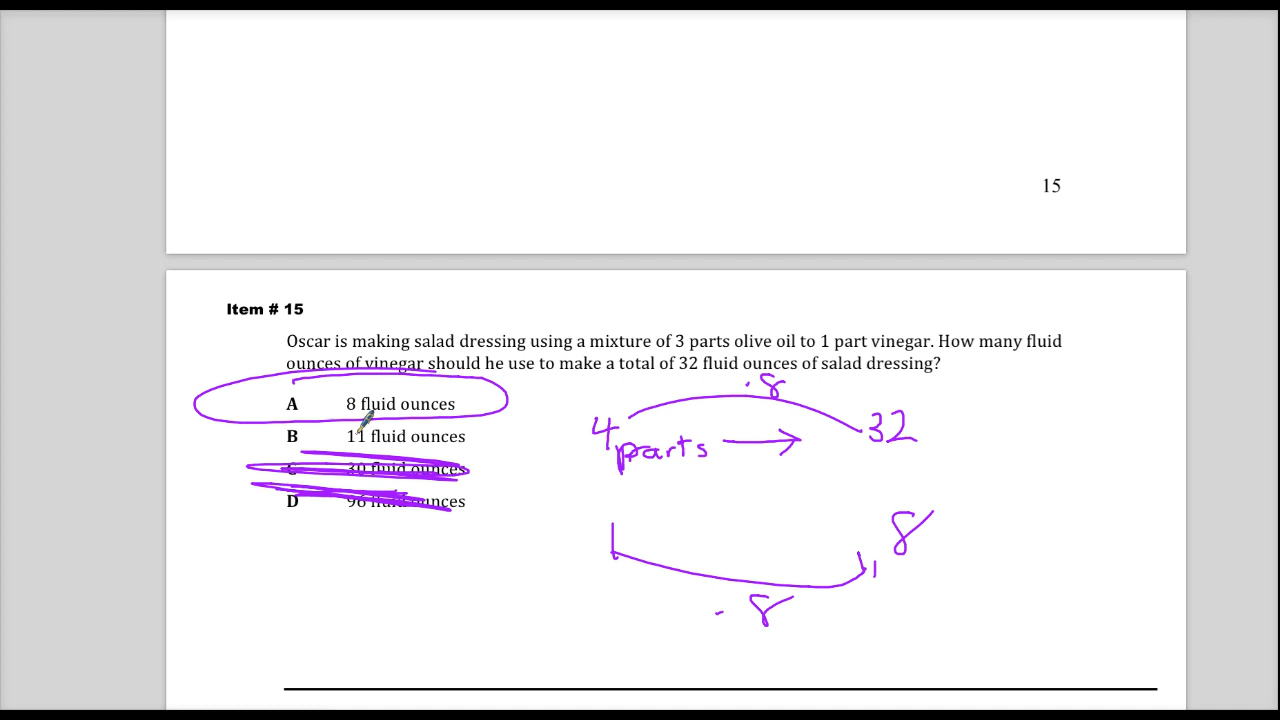 15
Item # 15
Oscar is making salad dressing using a mixture of 3 parts olive oil to 1 part vinegar. How many fluid
ounces of vinegar should he use to make a total of 32 fluid ounces of salad dressing?
A 8 fluid ounces
B 11 fluid ounces
C 30 fluid ounces
D 96 fluid ounces
·8
4 parts → 32
8
·8